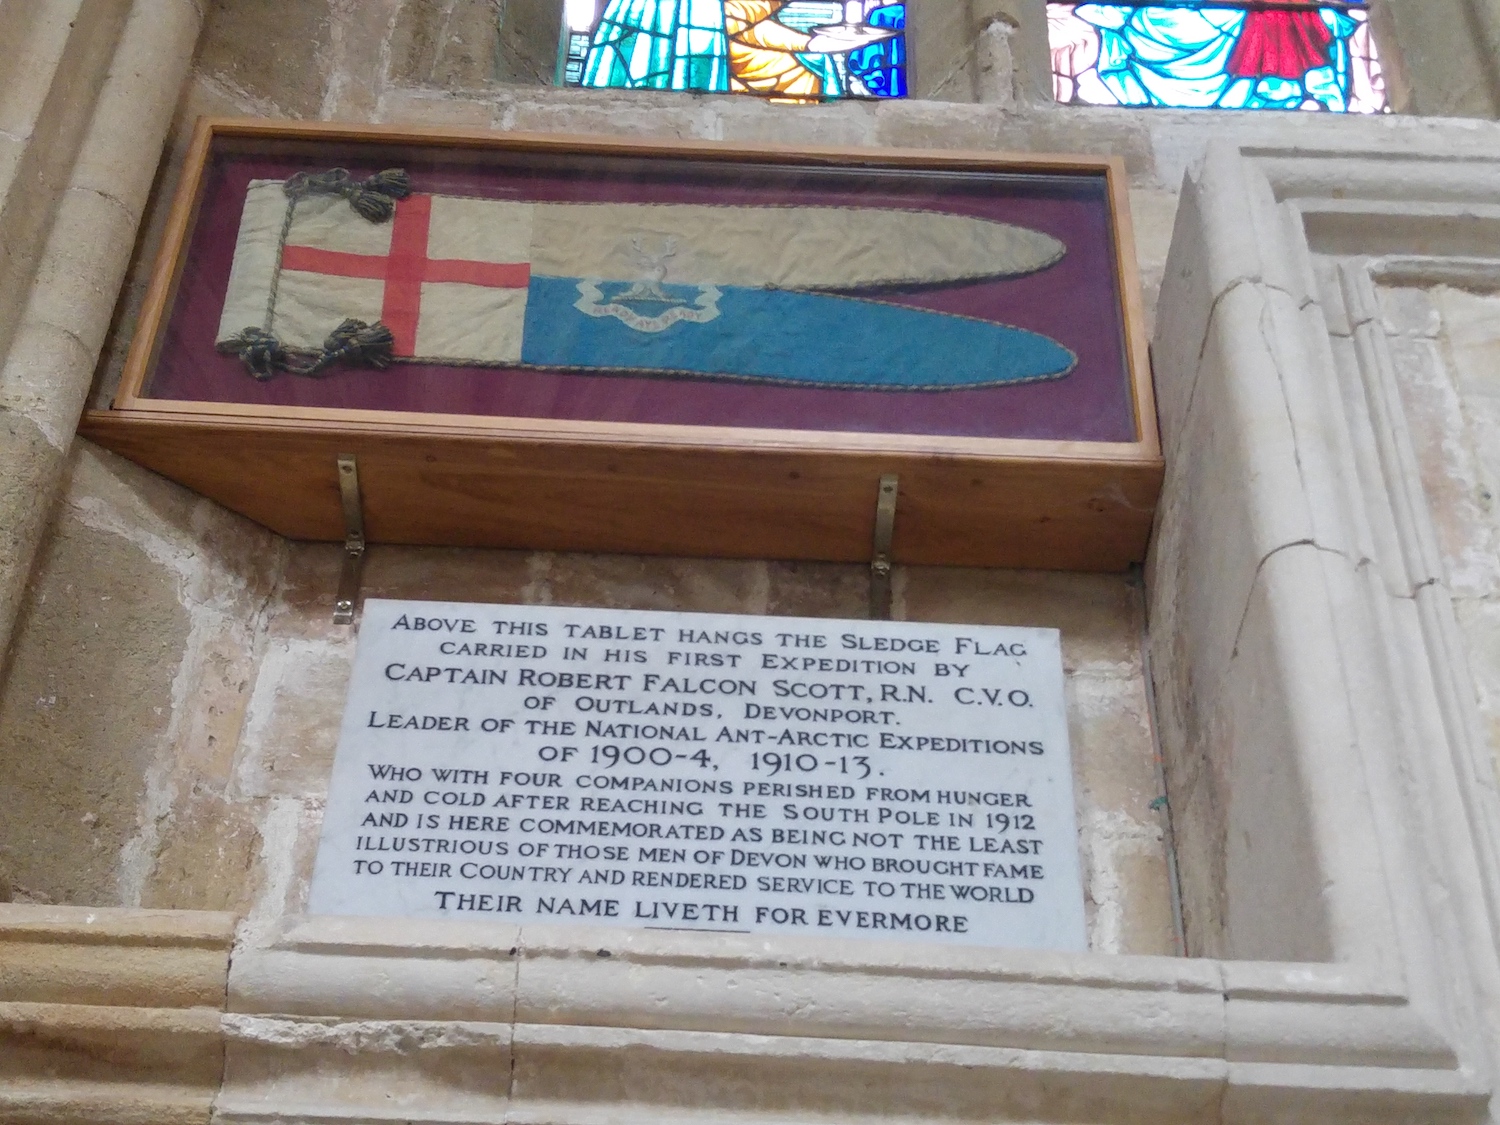 READY AYE READY
ABOVE THIS TABLET HANGS THE SLEDGE FLAG
CARRIED IN HIS FIRST EXPEDITION BY
CAPTAIN ROBERT FALCON SCOTT, R.N. C.V.O.
OF OUTLANDS, DEVONPORT.
LEADER OF THE NATIONAL ANT-ARCTIC EXPEDITIONS
OF 1900-4, 1910-13.
WHO WITH FOUR COMPANIONS PERISHED FROM HUNGER
AND COLD AFTER REACHING THE SOUTH POLE IN 1912
AND IS HERE COMMEMORATED AS BEING NOT THE LEAST
ILLUSTRIOUS OF THOSE MEN OF DEVON WHO BROUGHT FAME
TO THEIR COUNTRY AND RENDERED SERVICE TO THE WORLD
THEIR NAME LIVETH FOR EVERMORE